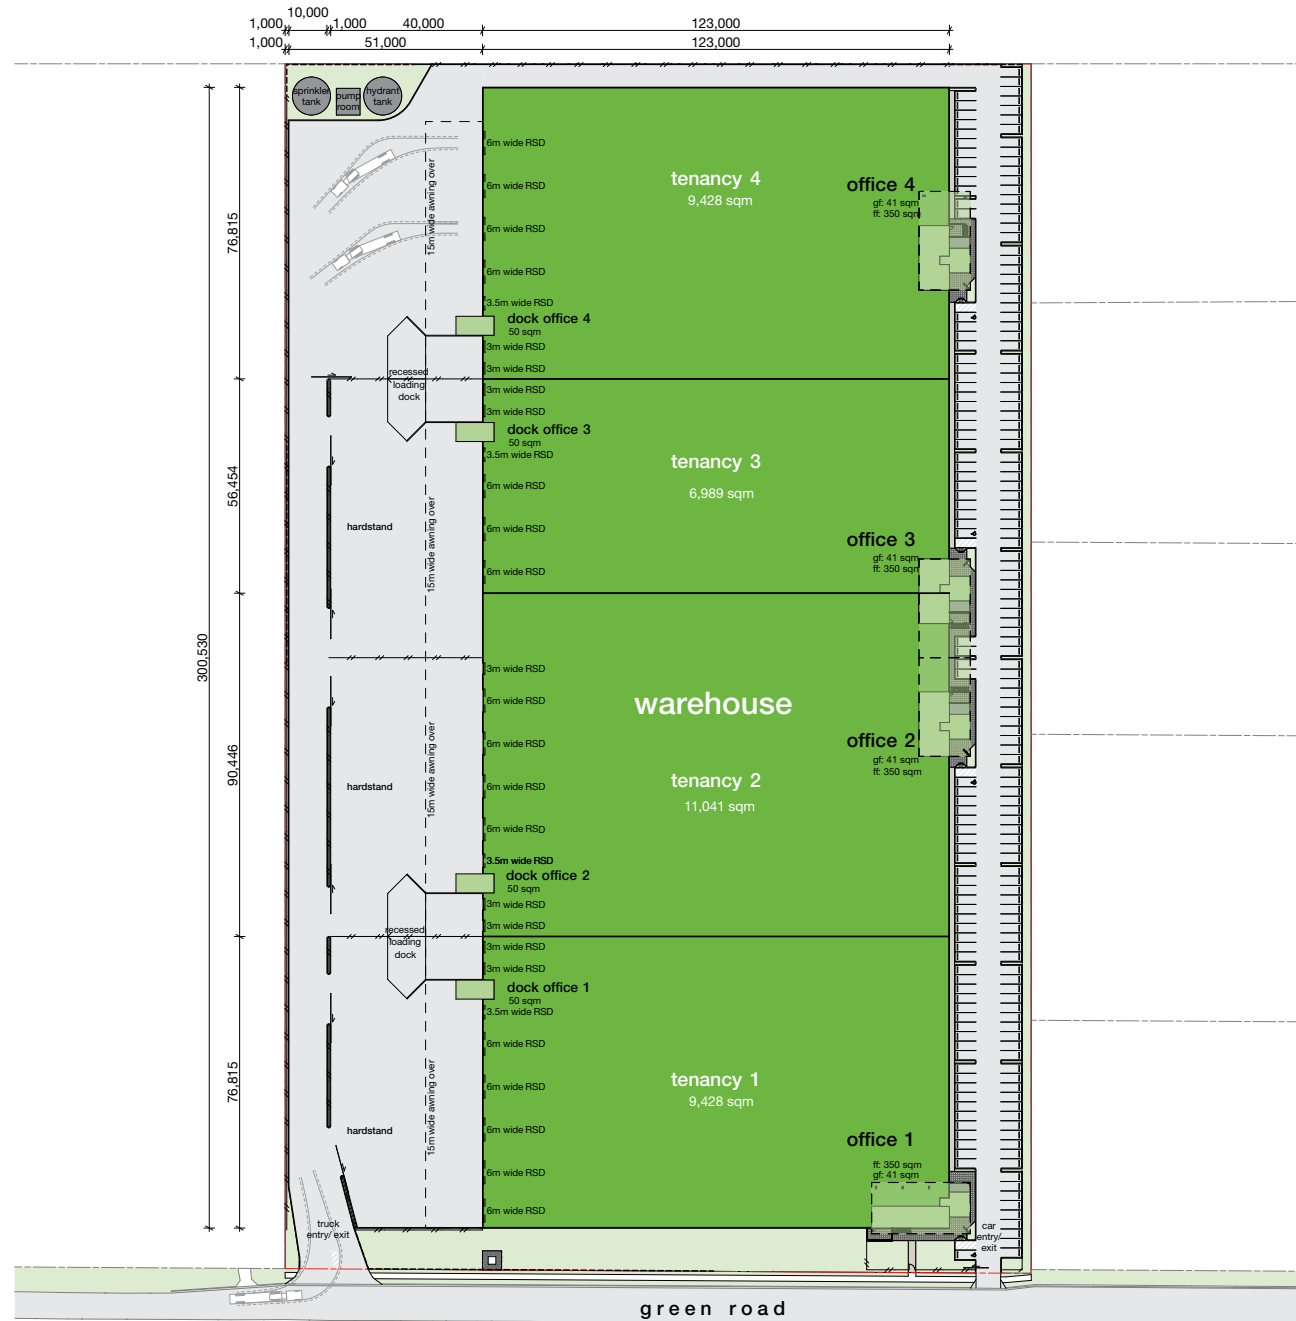 10,000
1,000
1,000
40,000
123,000
1,000
51,000
123,000
sprinkler
tank
pump
room
hydrant
tank
6m wide RSD
15m wide awning over
tenancy 4
9,428 sqm
office 4
gf: 41 sqm
ff: 350 sqm
6m wide RSD
76,815
6m wide RSD
6m wide RSD
3.5m wide RSD
dock office 4
50 sqm
3m wide RSD
recessed
loading
dock
3m wide RSD
3m wide RSD
3m wide RSD
dock office 3
50 sqm
3.5m wide RSD
tenancy 3
6,989 sqm
56,454
6m wide RSD
hardstand
15m wide awning over
6m wide RSD
office 3
gf: 41 sqm
ff: 350 sqm
6m wide RSD
300,530
3m wide RSD
6m wide RSD
warehouse
6m wide RSD
office 2
gf: 41 sqm
ff: 350 sqm
90,446
hardstand
15m wide awning over
6m wide RSD
tenancy 2
11,041 sqm
6m wide RSD
3.5m wide RSD
dock office 2
50 sqm
3m wide RSD
recessed
loading
dock
3m wide RSD
3m wide RSD
3m wide RSD
dock office 1
50 sqm
3.5m wide RSD
6m wide RSD
76,815
6m wide RSD
tenancy 1
9,428 sqm
hardstand
15m wide awning over
6m wide RSD
office 1
ff: 350 sqm
gf: 41 sqm
6m wide RSD
6m wide RSD
truck
entry/ exit
car
entry/
exit
green road